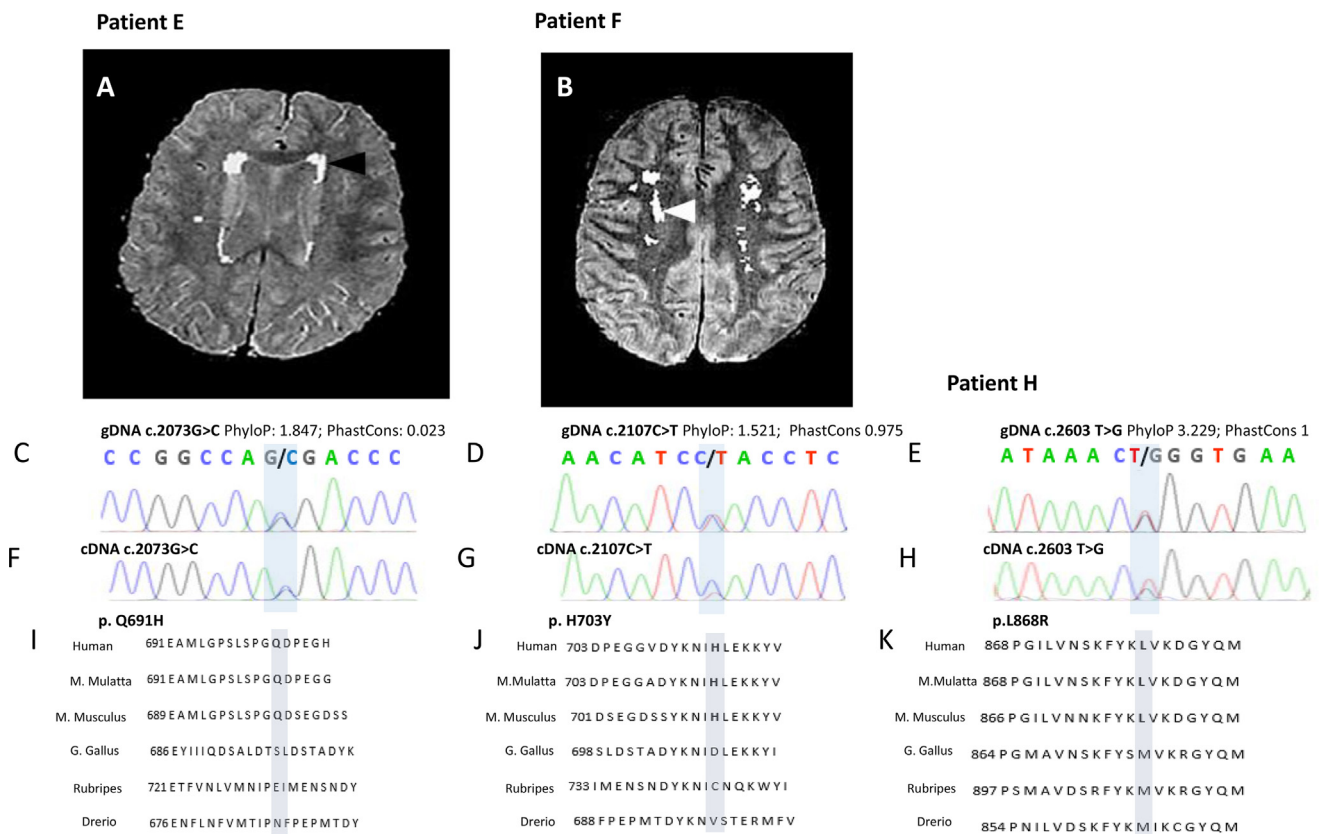 Patient E
Patient F
A
B
Patient H
gDNA c.2073G>C PhyloP: 1.847; PhastCons: 0.023
gDNA c.2107C>T PhyloP: 1.521; PhastCons 0.975
gDNA c.2603 T>G PhyloP 3.229; PhastCons 1
C
C C G G C C A G/C G A C C C
D
A A C A T C C/T A C C T C
E
A T A A A C T/G G G T G A A
F
cDNA c.2073G>C
G
cDNA c.2107C>T
H
cDNA c.2603 T>G
p. Q691H
p. H703Y
p.L868R
I
Human 691 E A M L G P S L S P G Q D P E G H
M. Mulatta 691 E A M L G P S L S P G Q D P E G G
M. Musculus 689 E A M L G P S L S P G Q D S E G D S S
G. Gallus 686 E Y I I I Q D S A L D T S L D S T A D Y K
Rubripes 721 E T F V N L V M N I P E I M E N S N D Y
Drerio 676 E N F L N F V M T I P N F P E P M T D Y
J
Human 703 D P E G G V D Y K N I H L E K K Y V
M.Mulatta 703 D P E G G A D Y K N I H L E K K Y V
M. Musculus 701 D S E G D S S Y K N I H L E K K Y V
G. Gallus 698 S L D S T A D Y K N I D L E K K Y I
Rubripes 733 I M E N S N D Y K N I C N Q K W Y I
Drerio 688 F P E P M T D Y K N V S T E R M F V
K
Human 868 P G I L V N S K F Y K L V K D G Y Q M
M.Mulatta 868 P G I L V N S K F Y K L V K D G Y Q M
M. Musculus 866 P G I L V N N K F Y K L V K D G Y Q M
G. Gallus 864 P G M A V N S K F Y S M V K R G Y Q M
Rubripes 897 P S M A V D S R F Y K M V K R G Y Q M
Drerio 854 P N I L V D S K F Y K M I K C G Y Q M